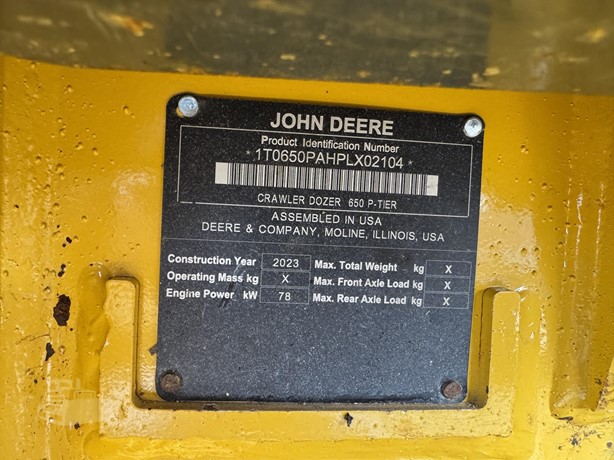 JOHN DEERE
Product Identification Number
*1T0650PAHPLX02104*
CRAWLER DOZER 650 P-TIER
ASSEMBLED IN USA
DEERE & COMPANY, MOLINE, ILLINOIS, USA
Construction Year 2023 Max. Total Weight kg X
Operating Mass kg X Max. Front Axle Load kg X
Engine Power kW 78 Max. Rear Axle Load kg X